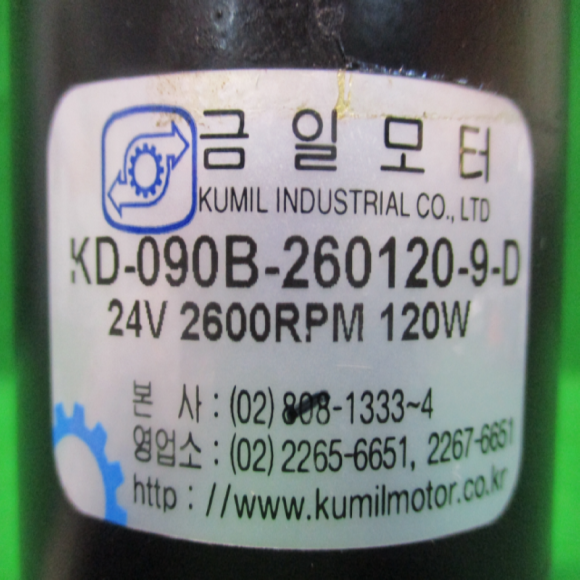 금일모터
KUMIL INDUSTRIAL CO., LTD
KD-090B-260120-9-D
24V 2600RPM 120W
본 사 : (02) 808-1333~4
영업소 : (02) 2265-6651, 2267-6651
http : //www.kumilmotor.co.kr